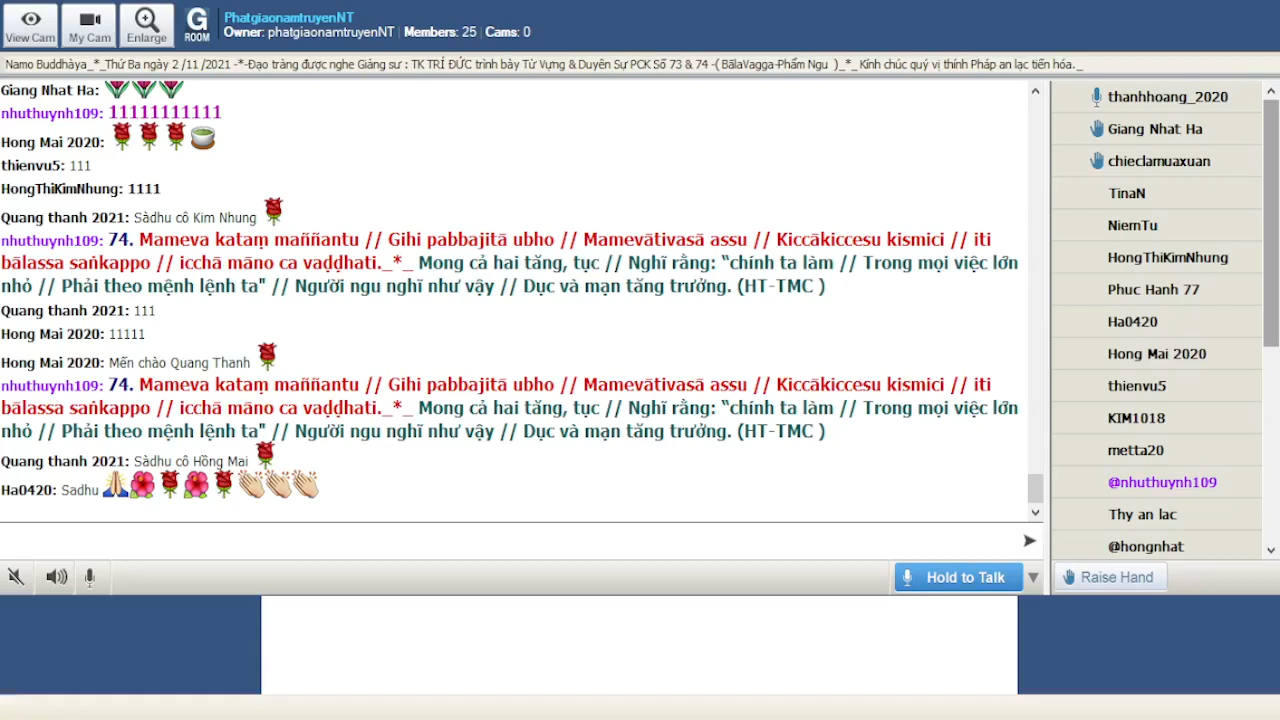 View Cam
My Cam
Enlarge
G
ROOM
PhatgiaonamtruyenNT
Owner: phatgiaonamtruyenNT | Members: 25 | Cams: 0
Namo Buddhàya_*_Thứ Ba ngày 2 /11 /2021 -*-Đạo tràng được nghe Giảng sư : TK TRÍ ĐỨC trình bày Từ Vựng & Duyên Sự PCK Số 73 & 74 -( BālaVagga-Phẩm Ngu )_*_ Kính chúc quý vị thính Pháp an lạc tiến hóa._
Giang Nhat Ha:
nhuthuynh109: 11111111111
Hong Mai 2020:
thienvu5: 111
HongThiKimNhung: 1111
Quang thanh 2021: Sàdhu cô Kim Nhung
nhuthuynh109: 74. Mameva kataṃ maññantu // Gihi pabbajitā ubho // Mamevātivasā assu // Kiccākiccesu kismici // iti
bālassa saṅkappo // icchā māno ca vaḍḍhati._*_ Mong cả hai tăng, tục // Nghĩ rằng: “chính ta làm // Trong mọi việc lớn
nhỏ // Phải theo mệnh lệnh ta" // Người ngu nghĩ như vậy // Dục và mạn tăng trưởng. (HT-TMC )
Quang thanh 2021: 111
Hong Mai 2020: 11111
Hong Mai 2020: Mến chào Quang Thanh
nhuthuynh109: 74. Mameva kataṃ maññantu // Gihi pabbajitā ubho // Mamevātivasā assu // Kiccākiccesu kismici // iti
bālassa saṅkappo // icchā māno ca vaḍḍhati._*_ Mong cả hai tăng, tục // Nghĩ rằng: “chính ta làm // Trong mọi việc lớn
nhỏ // Phải theo mệnh lệnh ta" // Người ngu nghĩ như vậy // Dục và mạn tăng trưởng. (HT-TMC )
Quang thanh 2021: Sàdhu cô Hồng Mai
Ha0420: Sadhu
Hold to Talk
thanhhoang_2020
Giang Nhat Ha
chieclamuaxuan
TinaN
NiemTu
HongThiKimNhung
Phuc Hanh 77
Ha0420
Hong Mai 2020
thienvu5
KIM1018
metta20
@nhuthuynh109
Thy an lac
@hongnhat
Raise Hand